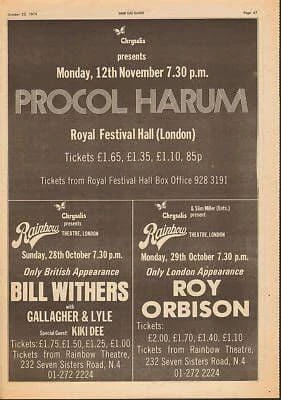 Page 47
Chrysalis
presents
Monday, 12th November 7.30 p.m.
PROCOL HARUM
Royal Festival Hall (London)
Tickets £1.65, £1.35, £1.10, 85p
Tickets from Royal Festival Hall Box Office 928 3191
Chrysalis
presents
Rainbow
THEATRE, LONDON
Sunday, 28th October 7.30 p.m.
Only British Appearance
BILL WITHERS
with
GALLAGHER & LYLE
Special Guest: KIKI DEE
Tickets: £1.75, £1.50, £1.25, £1.00
Tickets from Rainbow Theatre,
232 Seven Sisters Road, N.4
01-272 2224
Chrysalis
& Slim Miller (Ents.)
present
Rainbow
THEATRE, LONDON
Monday, 29th October 7.30 p.m.
Only London Appearance
ROY
ORBISON
Tickets:
£2.00, £1.70, £1.40, £1.10
Tickets from Rainbow Theatre,
232 Seven Sisters Road, N.4
01-272 2224